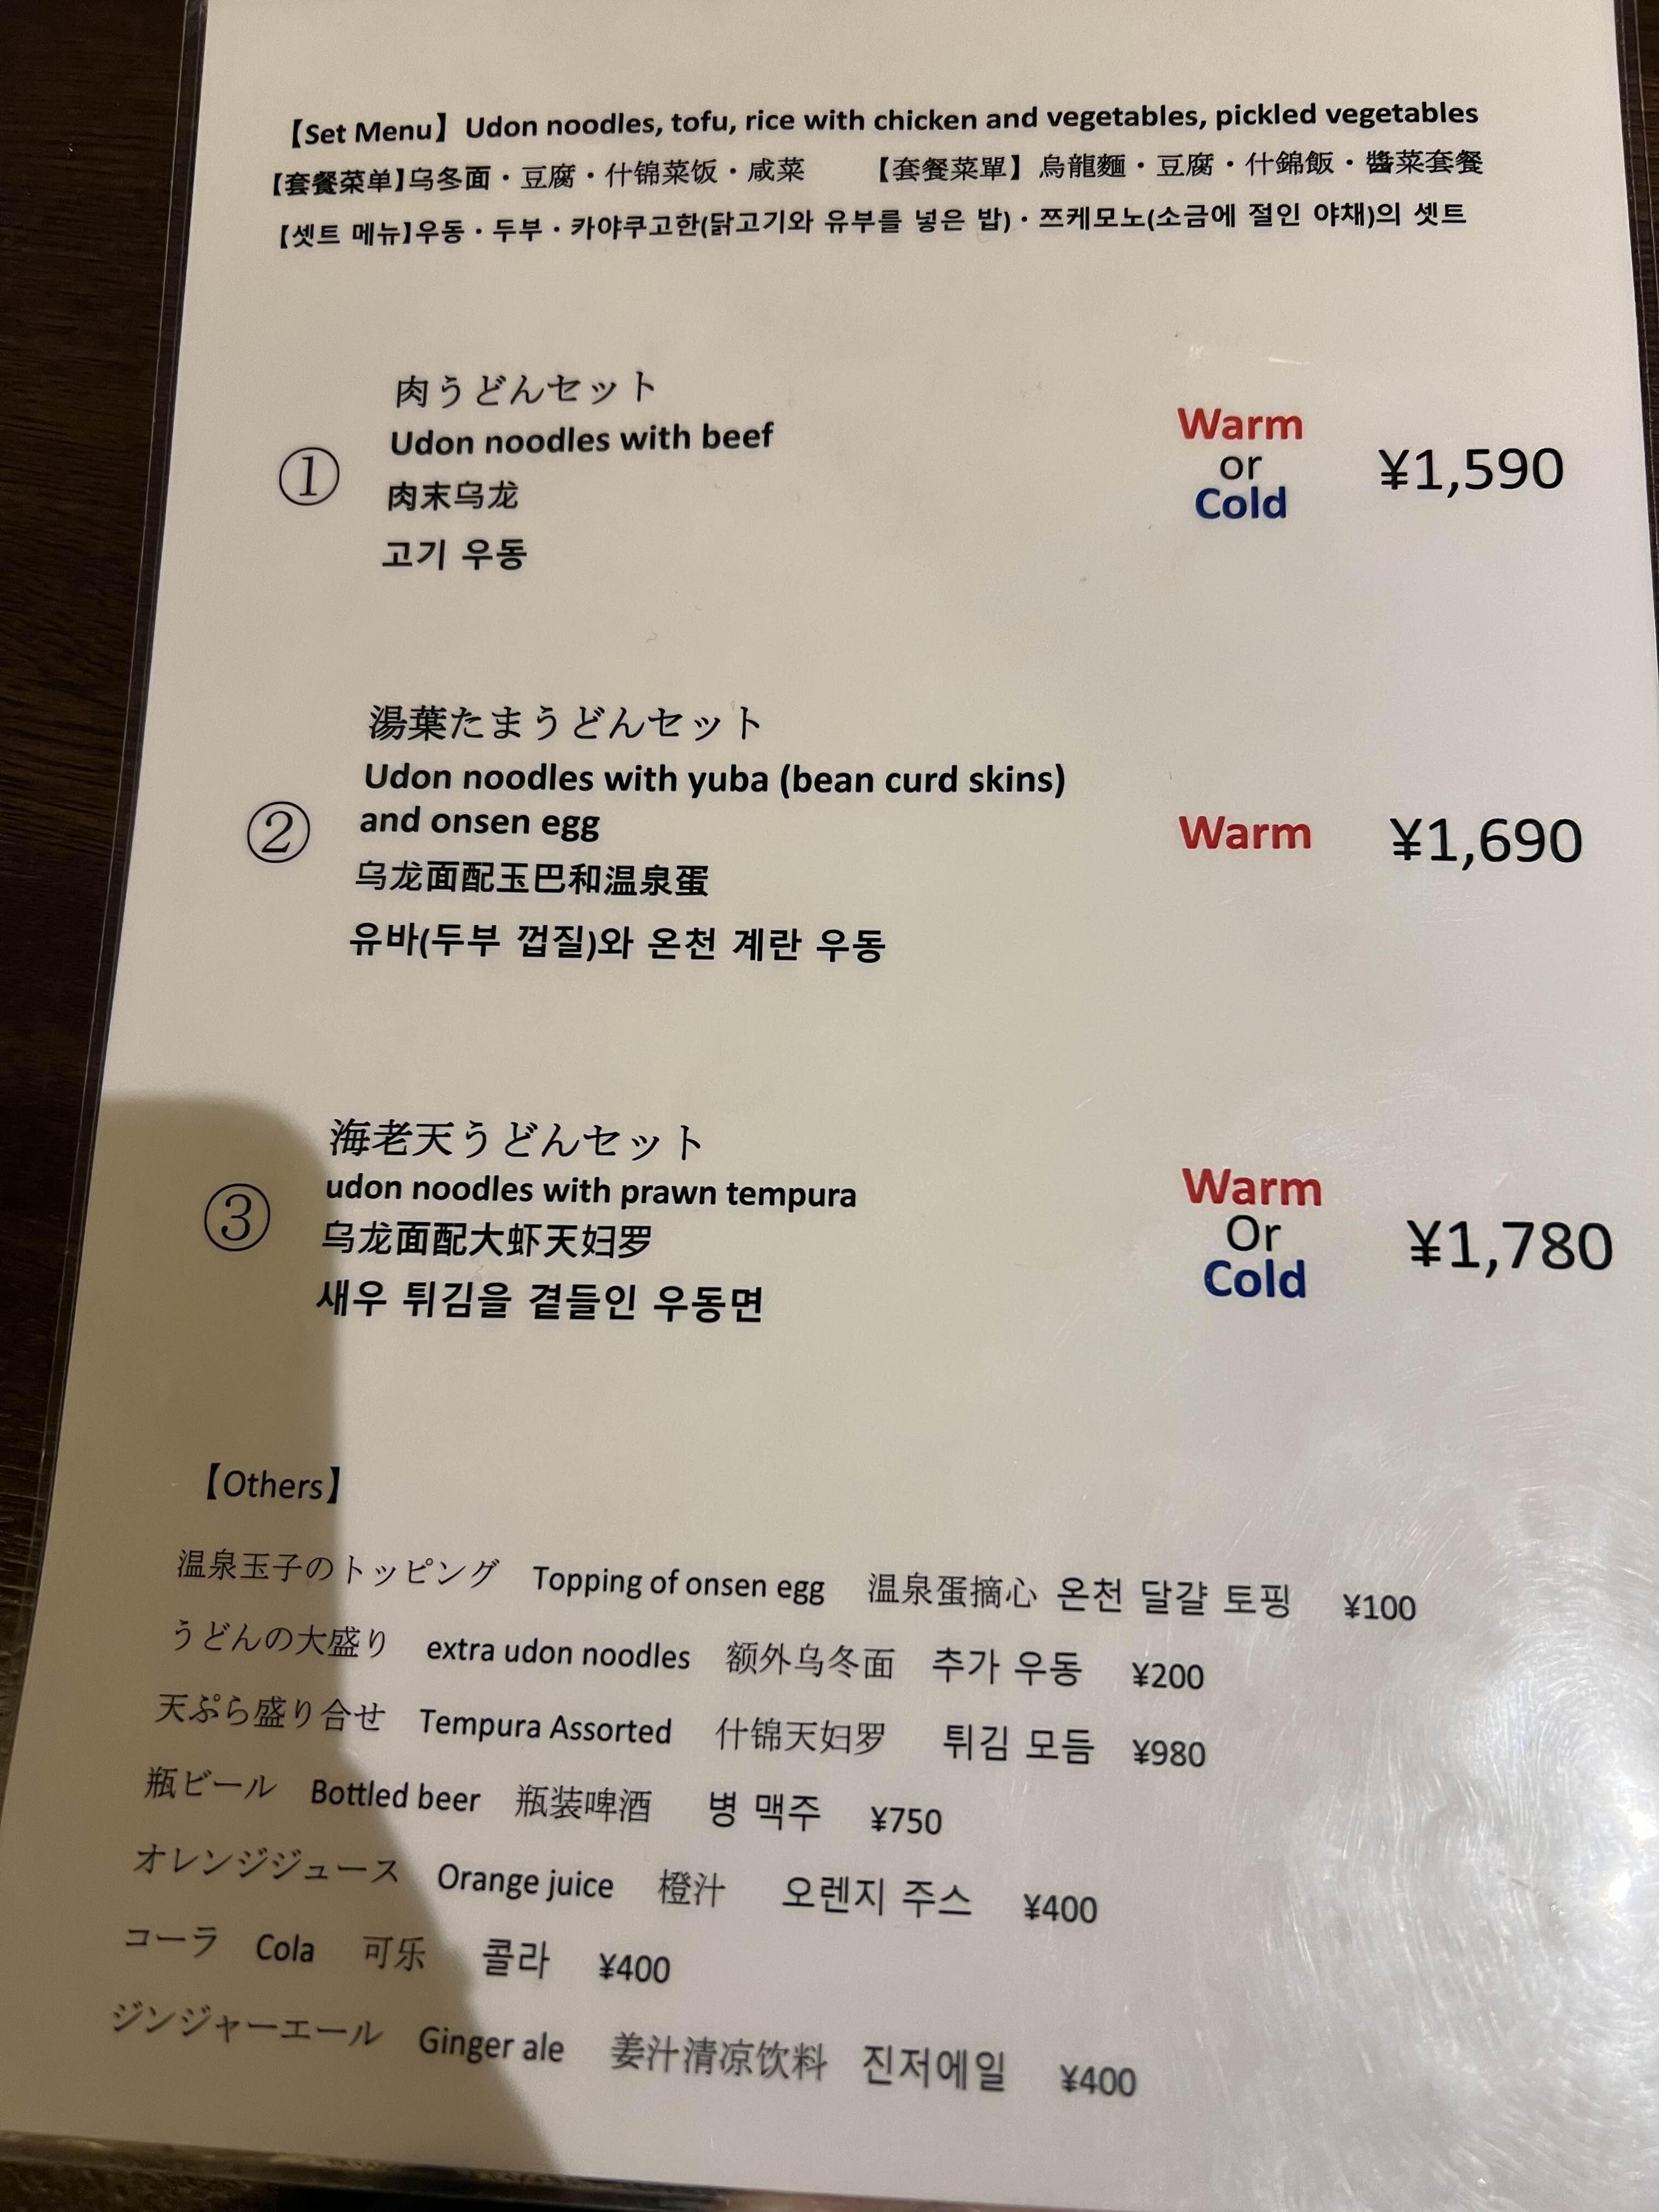 【Set Menu】Udon noodles, tofu, rice with chicken and vegetables, pickled vegetables
【套餐菜单】乌冬面・豆腐・什锦菜饭・咸菜 【套餐菜單】烏龍麵・豆腐・什錦飯・醬菜套餐
【셋트 메뉴】우동・두부・카야쿠고한(닭고기와 유부를 넣은 밥)・쯔케모노(소금에 절인 야채)의 셋트
① 肉うどんセット
Udon noodles with beef
肉末乌龙
고기 우동
Warm
or
Cold
¥1,590
② 湯葉たまうどんセット
Udon noodles with yuba (bean curd skins)
and onsen egg
乌龙面配玉巴和温泉蛋
유바(두부 껍질)와 온천 계란 우동
Warm
¥1,690
③ 海老天うどんセット
udon noodles with prawn tempura
乌龙面配大虾天妇罗
새우 튀김을 곁들인 우동면
Warm
Or
Cold
¥1,780
【Others】
温泉玉子のトッピング Topping of onsen egg 温泉蛋摘心 온천 달걀 토핑 ¥100
うどんの大盛り extra udon noodles 额外乌冬面 추가 우동 ¥200
天ぷら盛り合せ Tempura Assorted 什锦天妇罗 튀김 모듬 ¥980
瓶ビール Bottled beer 瓶装啤酒 병 맥주 ¥750
オレンジジュース Orange juice 橙汁 오렌지 주스 ¥400
コーラ Cola 可乐 콜라 ¥400
ジンジャーエール Ginger ale 姜汁清凉饮料 진저에일 ¥400